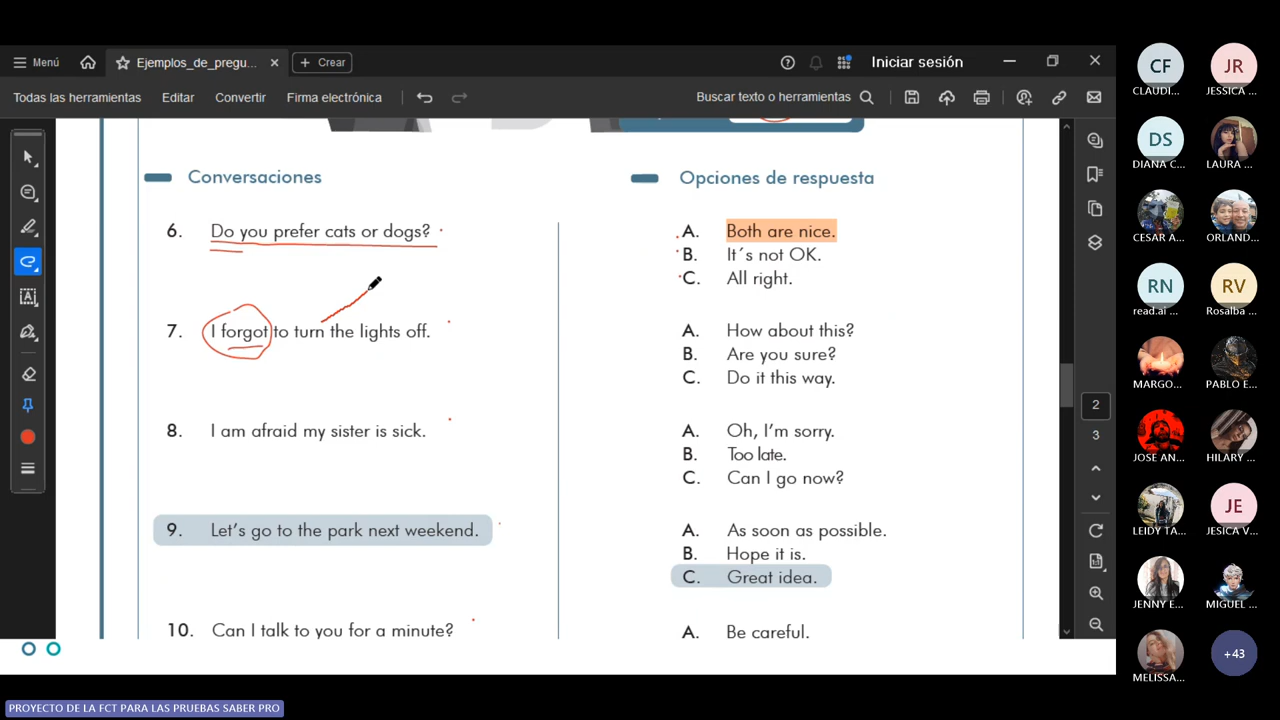 Menú
Ejemplos_de_pregu...
Crear
Iniciar sesión
Todas las herramientas
Editar
Convertir
Firma electrónica
Buscar texto o herramientas
Conversaciones
Opciones de respuesta
6. Do you prefer cats or dogs?
A. Both are nice.
B. It´s not OK.
C. All right.
7. I forgot to turn the lights off.
A. How about this?
B. Are you sure?
C. Do it this way.
8. I am afraid my sister is sick.
A. Oh, I'm sorry.
B. Too late.
C. Can I go now?
9. Let's go to the park next weekend.
A. As soon as possible.
B. Hope it is.
C. Great idea.
10. Can I talk to you for a minute?
A. Be careful.
2
3
CF
CLAUDI...
JR
JESSICA ...
DS
DIANA C...
LAURA ...
CESAR A...
ORLAND...
RN
read.ai ...
RV
Rosalba ...
MARGO...
PABLO E...
JOSE AN...
HILARY ...
LEIDY TA...
JE
JESICA V...
JENNY E...
MIGUEL ...
MELISSA...
+43
PROYECTO DE LA FCT PARA LAS PRUEBAS SABER PRO